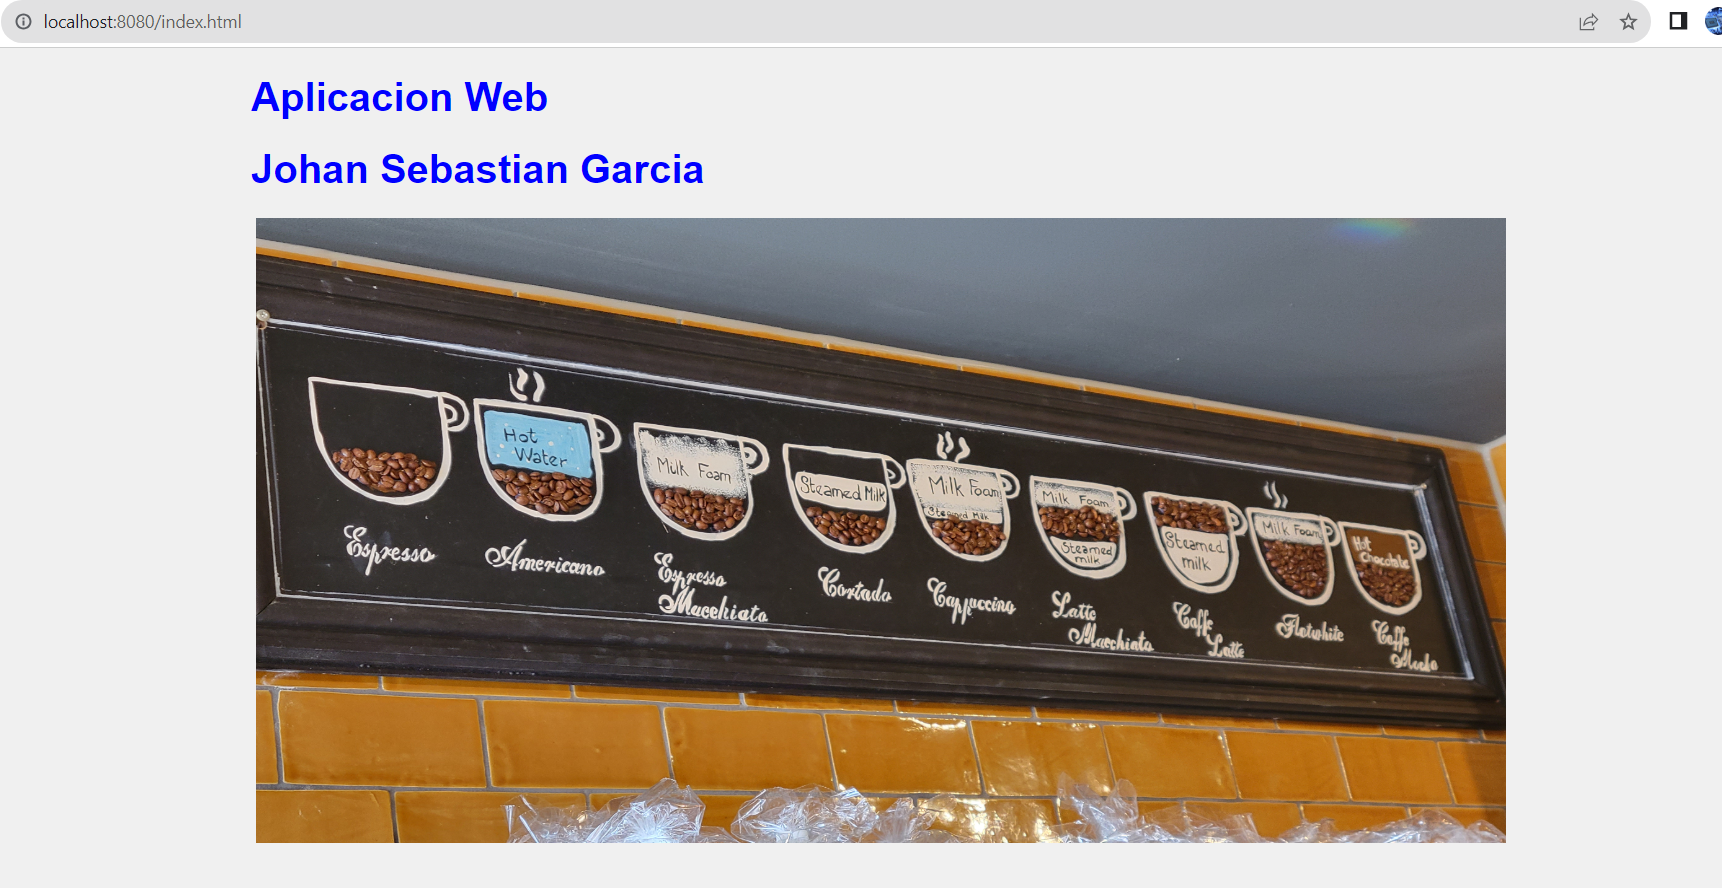 localhost:8080/index.html
Aplicacion Web
Johan Sebastian Garcia
Hot
Water
Milk Foam
Steamed Milk
Milk Foam
Steamed Milk
Milk Foam
Steamed
milk
Steamed
milk
Milk Foam
Hot
Chocolate
Espresso
Americano
Espresso
Macchiato
Cortado
Cappuccino
Latte
Macchiato
Caffe
Latte
Flatwhite
Caffe
Mocha